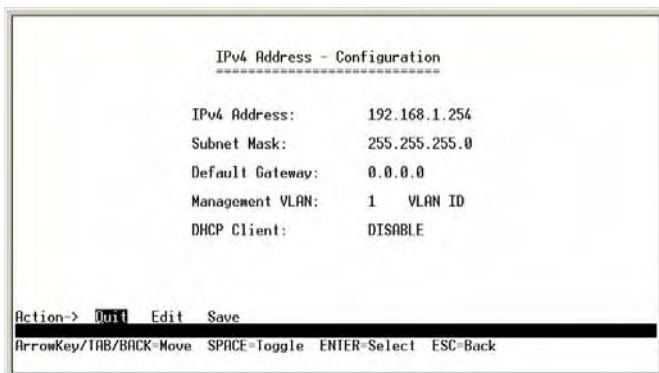 IPv4 Address - Configuration
============================
IPv4 Address: 192.168.1.254
Subnet Mask: 255.255.255.0
Default Gateway: 0.0.0.0
Management VLAN: 1 VLAN ID
DHCP Client: DISABLE
Action-> Quit Edit Save
ArrowKey/TAB/BACK=Move SPACE=Toggle ENTER=Select ESC=Back